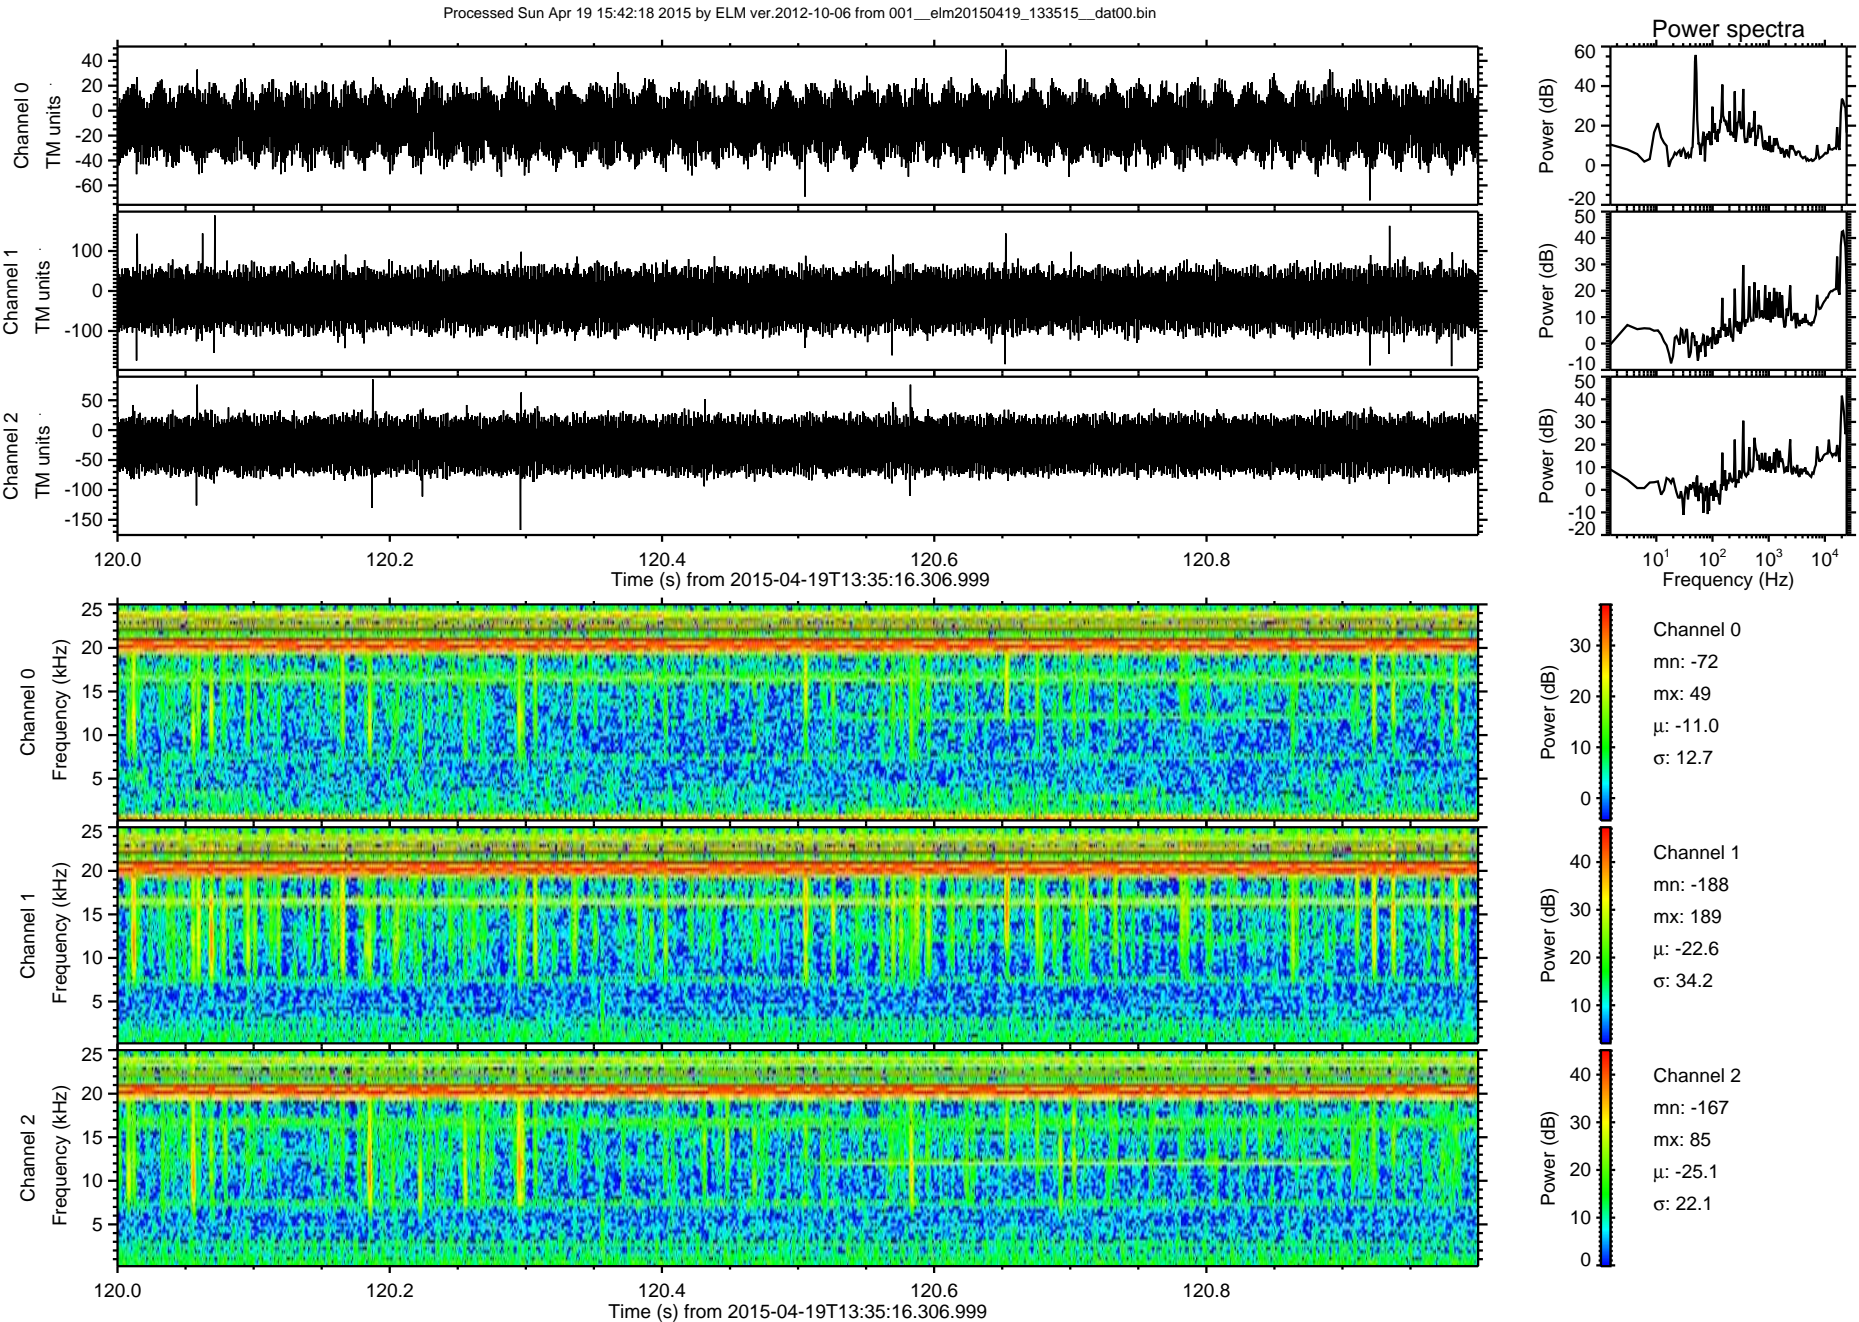 Processed Sun Apr 19 15:42:18 2015 by ELM ver.2012-10-06 from 001__elm20150419_133515__dat00.bin
Power spectra
Channel 0
TM units
40
20
0
-20
-40
-60
Power (dB)
60
40
20
0
-20
Channel 1
TM units
100
0
-100
Power (dB)
50
40
30
20
10
0
-10
Channel 2
TM units
50
0
-50
-100
-150
Power (dB)
50
40
30
20
10
0
-10
-20
120.0 120.2 120.4 120.6 120.8
Time (s) from 2015-04-19T13:35:16.306.999
10¹ 10² 10³ 10⁴
Frequency (Hz)
Channel 0
Frequency (kHz)
25
20
15
10
5
Power (dB)
30
20
10
0
Channel 0
mn: -72
mx: 49
μ: -11.0
σ: 12.7
Channel 1
Frequency (kHz)
25
20
15
10
5
Power (dB)
40
30
20
10
Channel 1
mn: -188
mx: 189
μ: -22.6
σ: 34.2
Channel 2
Frequency (kHz)
25
20
15
10
5
Power (dB)
40
30
20
10
0
Channel 2
mn: -167
mx: 85
μ: -25.1
σ: 22.1
120.0 120.2 120.4 120.6 120.8
Time (s) from 2015-04-19T13:35:16.306.999